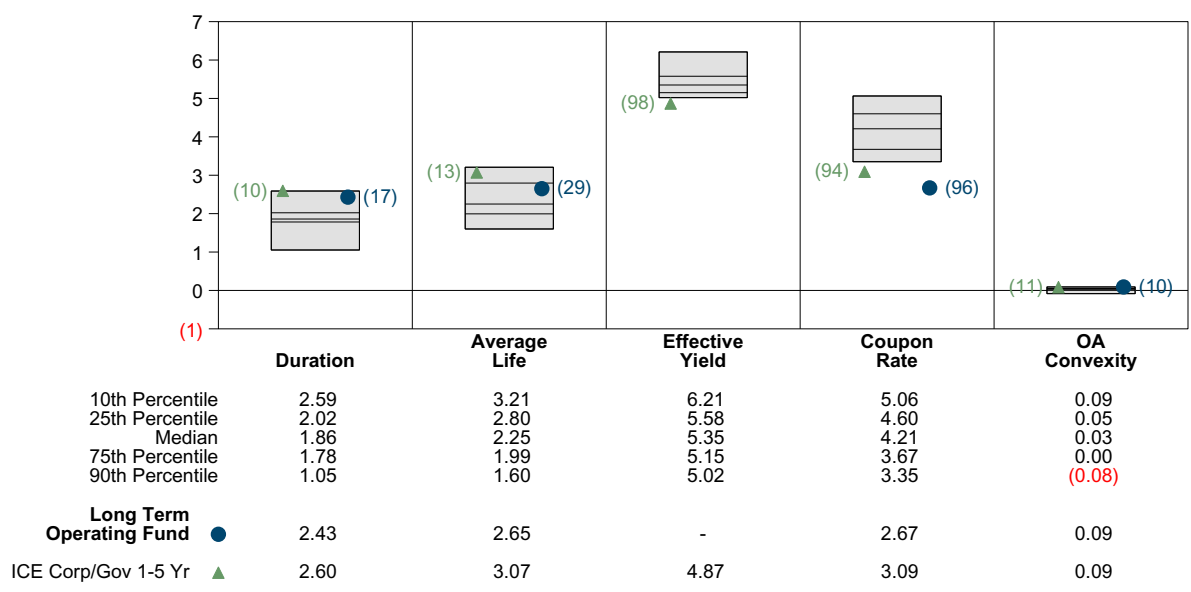 7
6
5
4
3
2
1
0
(1)
(10)
(17)
(13)
(29)
(98)
(94)
(96)
(11)
(10)
Duration
Average
Life
Effective
Yield
Coupon
Rate
OA
Convexity
10th Percentile 2.59 3.21 6.21 5.06 0.09
25th Percentile 2.02 2.80 5.58 4.60 0.05
Median 1.86 2.25 5.35 4.21 0.03
75th Percentile 1.78 1.99 5.15 3.67 0.00
90th Percentile 1.05 1.60 5.02 3.35 (0.08)
Long Term
Operating Fund 2.43 2.65 - 2.67 0.09
ICE Corp/Gov 1-5 Yr 2.60 3.07 4.87 3.09 0.09